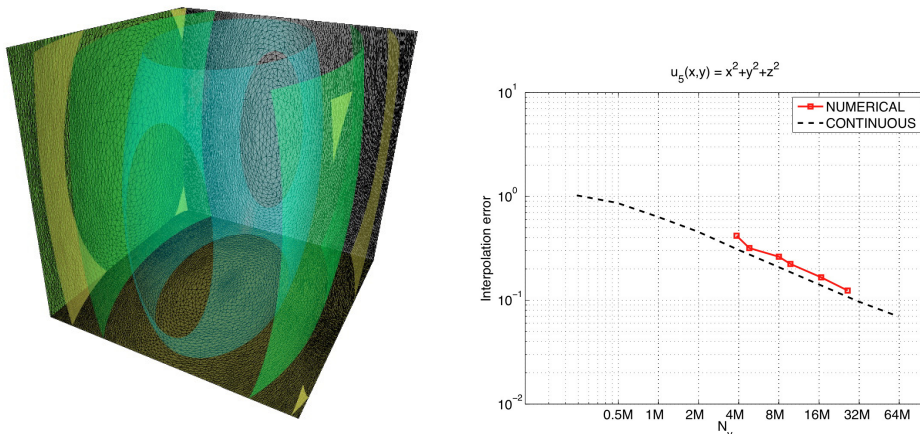 u5(x,y) = x²+y²+z²
10¹
NUMERICAL
CONTINUOUS
10⁰
Interpolation error
10⁻¹
10⁻²
0.5M 1M 2M 4M 8M 16M 32M 64M